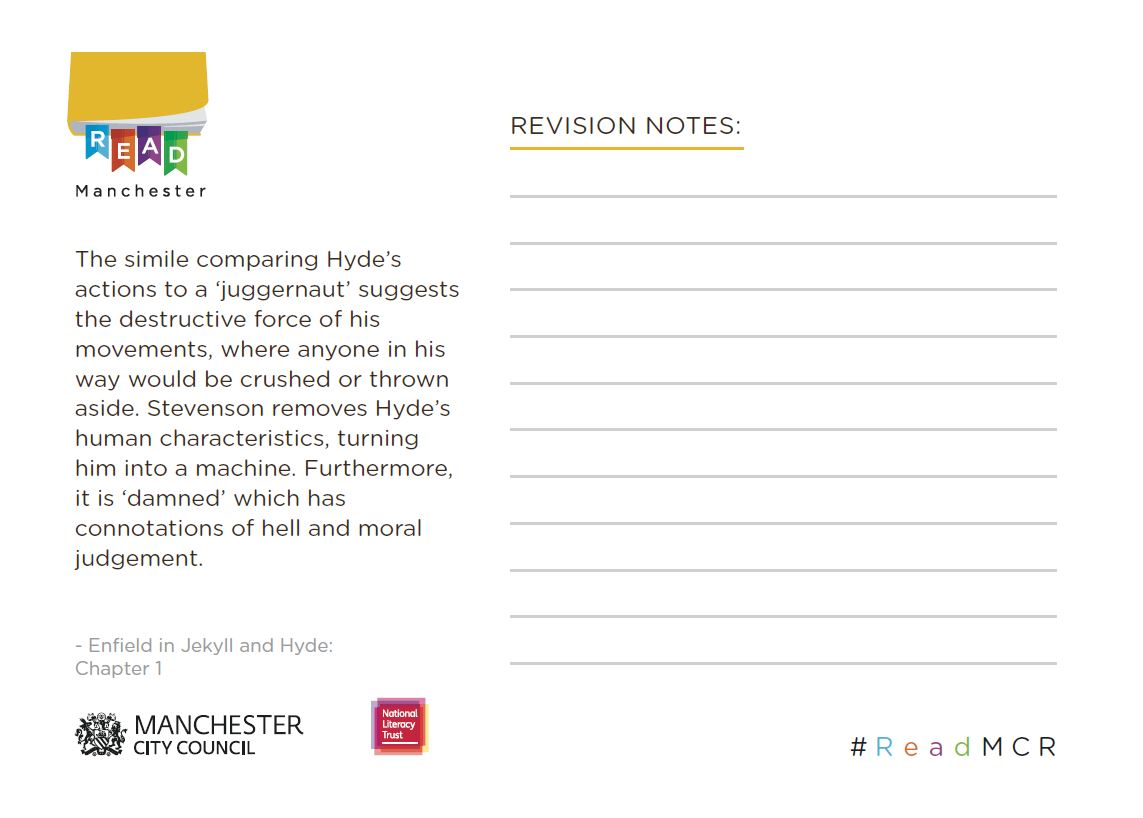 READ
Manchester
The simile comparing Hyde’s
actions to a ‘juggernaut’ suggests
the destructive force of his
movements, where anyone in his
way would be crushed or thrown
aside. Stevenson removes Hyde’s
human characteristics, turning
him into a machine. Furthermore,
it is ‘damned’ which has
connotations of hell and moral
judgement.
- Enfield in Jekyll and Hyde:
Chapter 1
MANCHESTER
CITY COUNCIL
National
Literacy
Trust
REVISION NOTES:
#ReadMCR